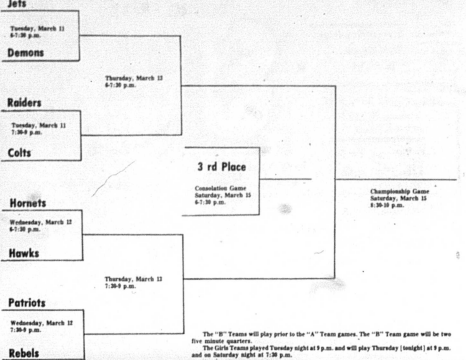 Jets
Tuesday, March 11
6-7:30 p.m.
Demons
Thursday, March 13
6-7:30 p.m.
Raiders
Tuesday, March 11
7:30-9 p.m.
Colts
3 rd Place
Consolation Game
Saturday, March 15
6-7:30 p.m.
Championship Game
Saturday, March 15
8:30-10 p.m.
Hornets
Wednesday, March 12
6-7:30 p.m.
Hawks
Thursday, March 13
7:30-9 p.m.
Patriots
Wednesday, March 12
7:30-9 p.m.
Rebels
The "B" Teams will play prior to the "A" Team games. The "B" Team game will be two
five minute quarters.
The Girls Teams played Tuesday night at 9 p.m. and will play Thursday [tonight] at 9 p.m.
and on Saturday night at 7:30 p.m.